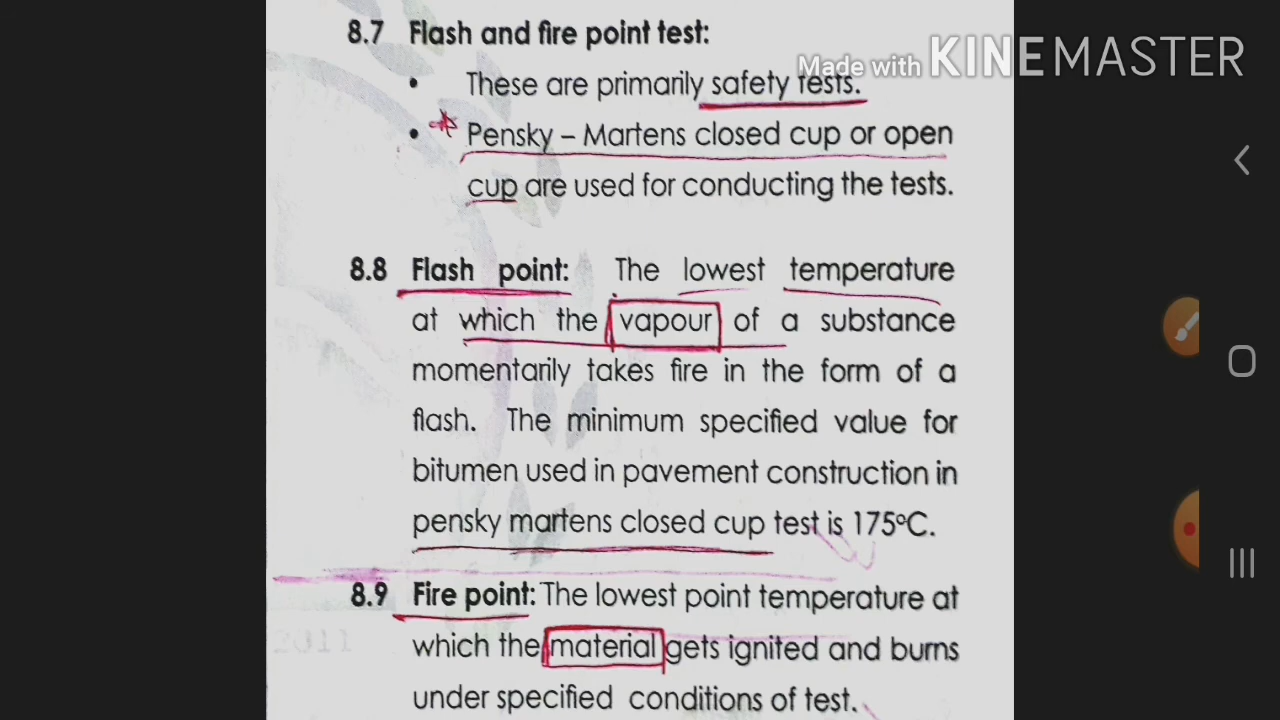 8.7 Flash and fire point test:
Made with KINEMASTER
• These are primarily safety tests.
• Pensky – Martens closed cup or open
cup are used for conducting the tests.
8.8 Flash point: The lowest temperature
at which the vapour of a substance
momentarily takes fire in the form of a
flash. The minimum specified value for
bitumen used in pavement construction in
pensky martens closed cup test is 175°C.
8.9 Fire point: The lowest point temperature at
2011
which the material gets ignited and burns
under specified conditions of test.